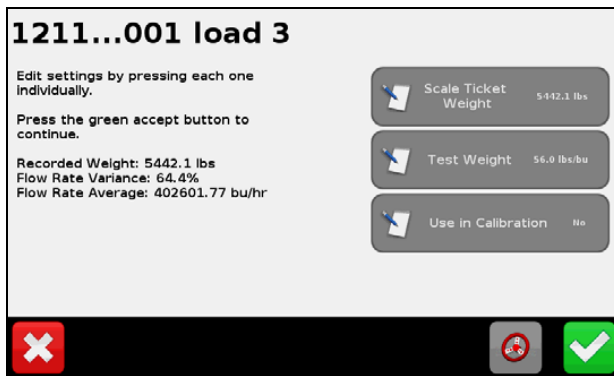 1211...001 load 3
Edit settings by pressing each one
individually.
Press the green accept button to
continue.
Recorded Weight: 5442.1 lbs
Flow Rate Variance: 64.4%
Flow Rate Average: 402601.77 bu/hr
Scale Ticket
Weight
5442.1 lbs
Test Weight
56.0 lbs/bu
Use in Calibration
No